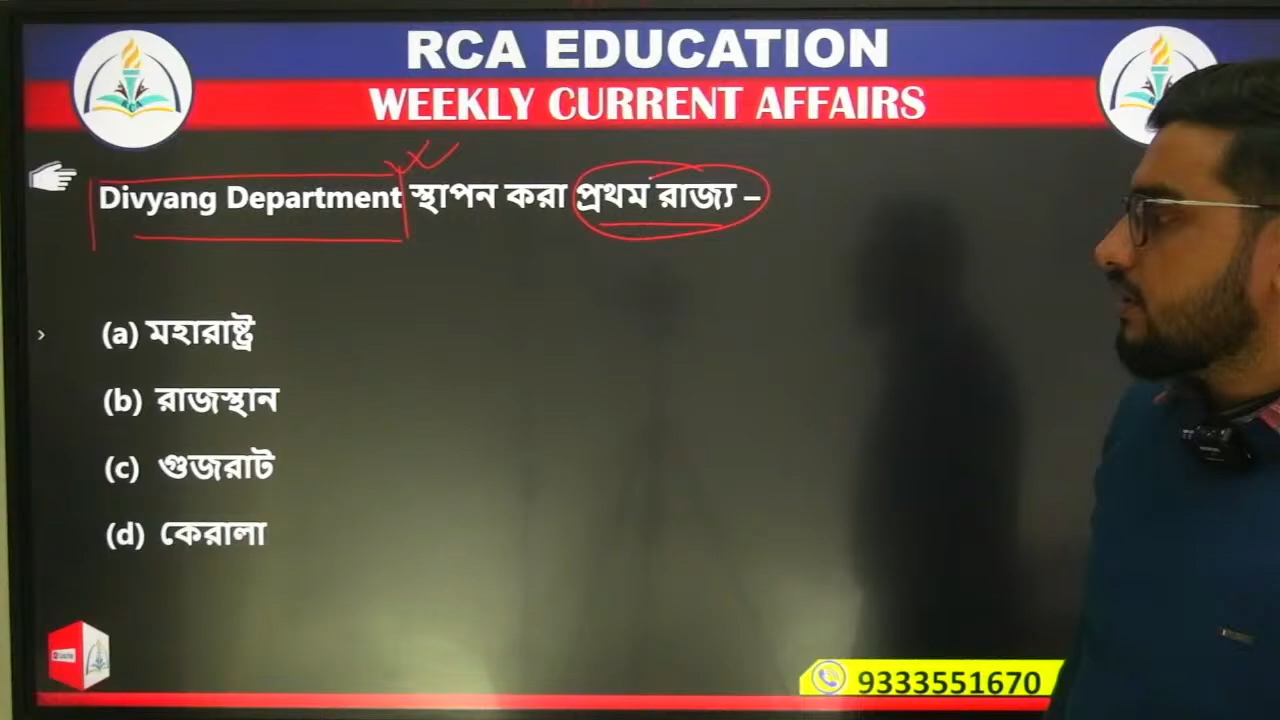 RCA EDUCATION
WEEKLY CURRENT AFFAIRS
Divyang Department স্থাপন করা প্রথম রাজ্য –
(a) মহারাষ্ট্র
(b) রাজস্থান
(c) গুজরাট
(d) কেরালা
9333551670